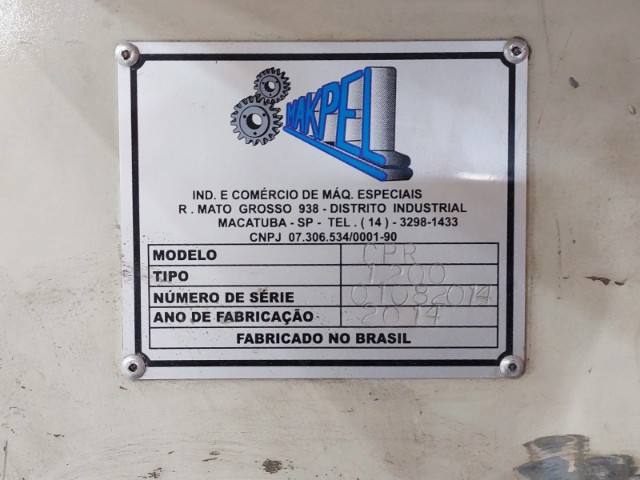 MAKPEL
IND. E COMÉRCIO DE MÁQ. ESPECIAIS
R. MATO GROSSO 938 - DISTRITO INDUSTRIAL
MACATUBA - SP - TEL. (14) - 3298-1433
CNPJ 07.306.534/0001-90
MODELO CPR
TIPO 1200
NÚMERO DE SÉRIE 01082014
ANO DE FABRICAÇÃO 2014
FABRICADO NO BRASIL